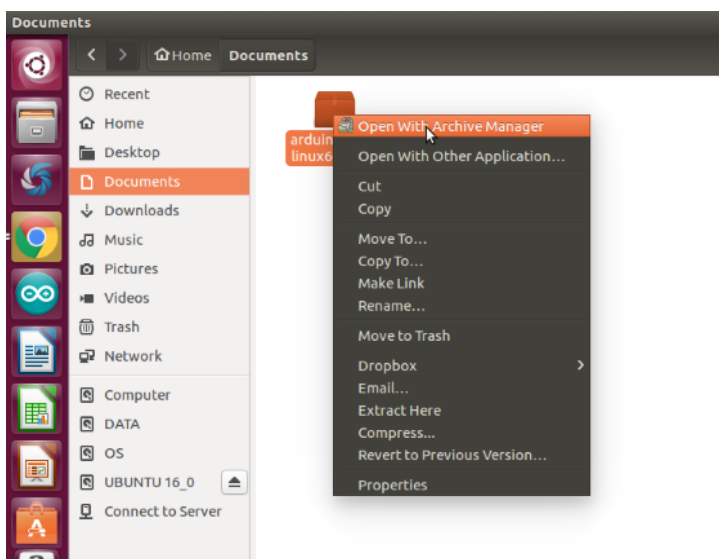 Documents
Home Documents
Recent
Home
Desktop
Documents
Downloads
Music
Pictures
Videos
Trash
Network
Computer
DATA
OS
UBUNTU 16_0
Connect to Server
arduin
linux6
Open With Archive Manager
Open With Other Application...
Cut
Copy
Move To...
Copy To...
Make Link
Rename...
Move to Trash
Dropbox
Email...
Extract Here
Compress...
Revert to Previous Version...
Properties